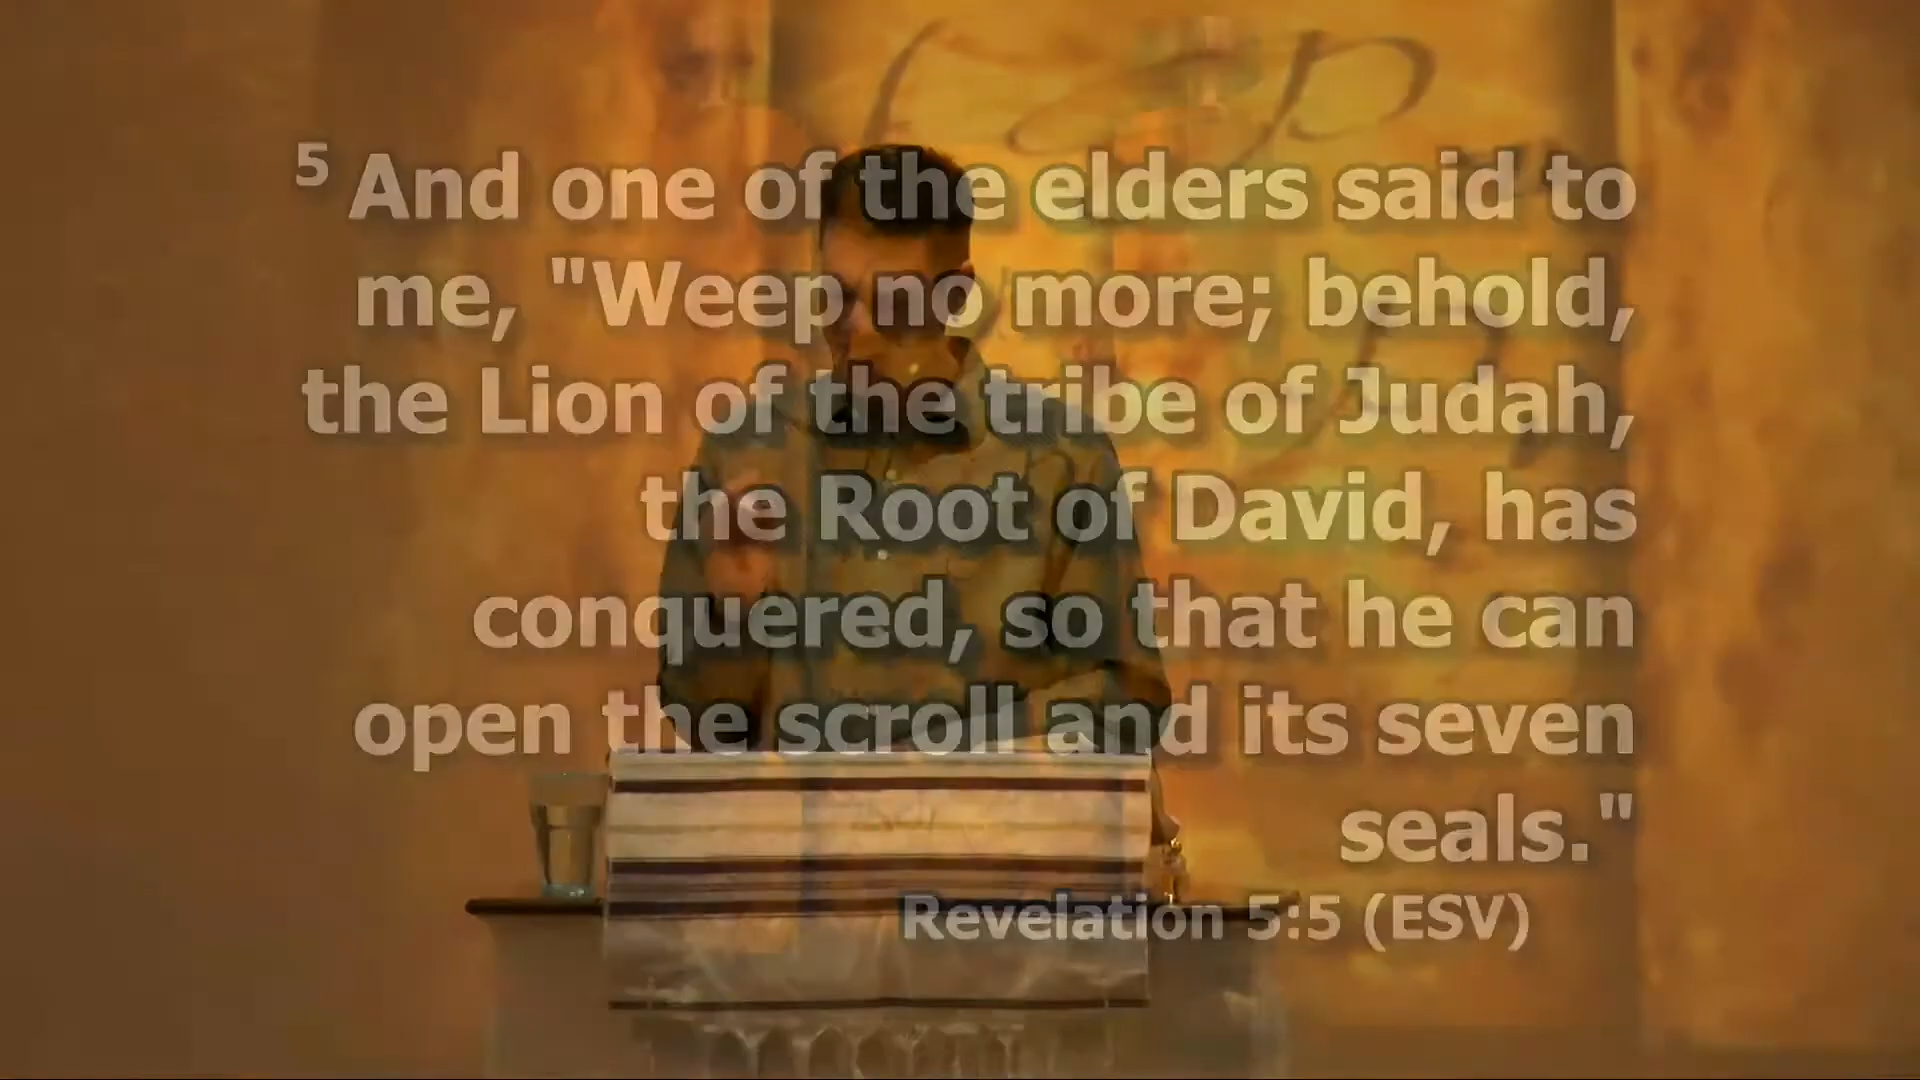 5 And one of the elders said to
me, "Weep no more; behold,
the Lion of the tribe of Judah,
the Root of David, has
conquered, so that he can
open the scroll and its seven
seals."
Revelation 5:5 (ESV)